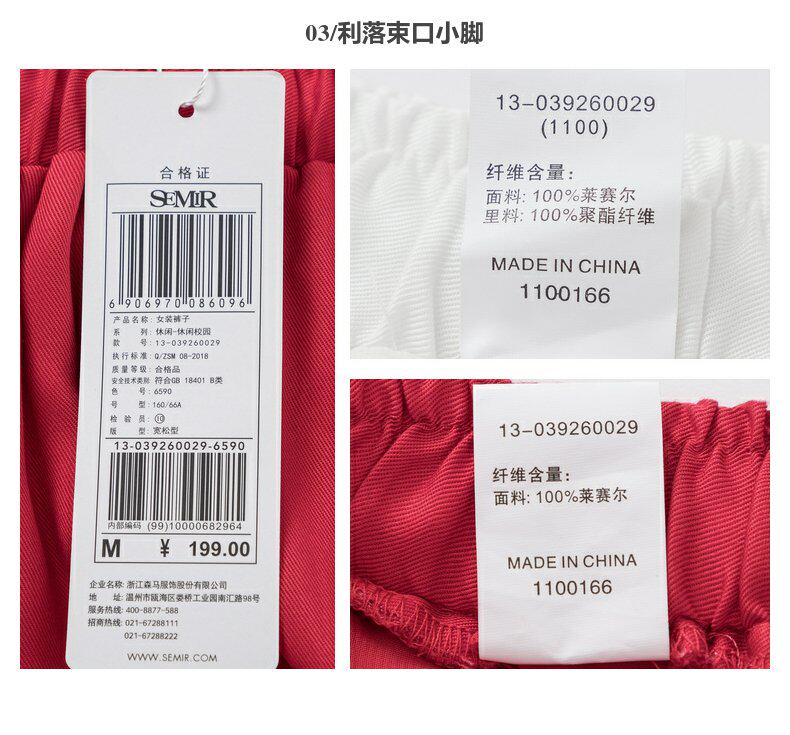 03/利落束口小脚
合格证
SEMIR
6 906970 086096
产品名称: 女装裤子
系 列: 休闲-休闲校园
款 号: 13-039260029
执行标准: Q/ZSM 08-2018
质量等级: 合格品
安全技术类别: 符合GB 18401 B类
色 号: 6590
号 型: 160/66A
检 验 员: ⑩
版 型: 宽松型
13-039260029-6590
内部编码 (99)10000682964
M ¥ 199.00
企业名称: 浙江森马服饰股份有限公司
地 址: 温州市瓯海区娄桥工业园南汇路98号
服务热线: 400-8877-588
招商热线: 021-67288431
021-67288222
WWW.SEMIR.COM
13-039260029
(1100)
纤维含量:
面料: 100%莱赛尔
里料: 100%聚酯纤维
MADE IN CHINA
1100166
13-039260029
纤维含量:
面料: 100%莱赛尔
MADE IN CHINA
1100166